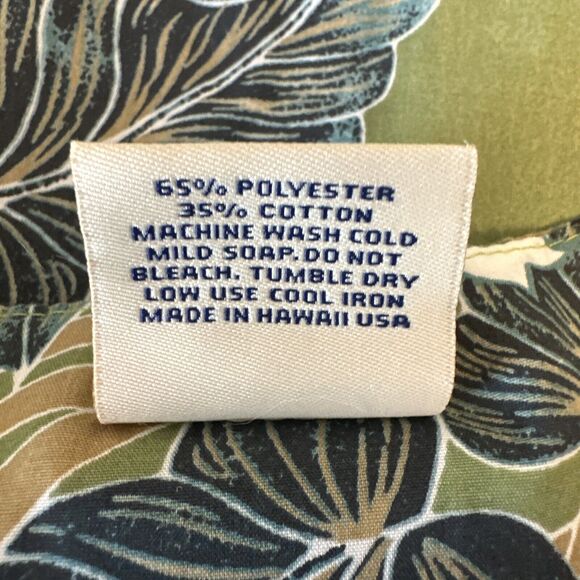 65% POLYESTER
35% COTTON
MACHINE WASH COLD
MILD SOAP. DO NOT
BLEACH. TUMBLE DRY
LOW USE COOL IRON
MADE IN HAWAII USA